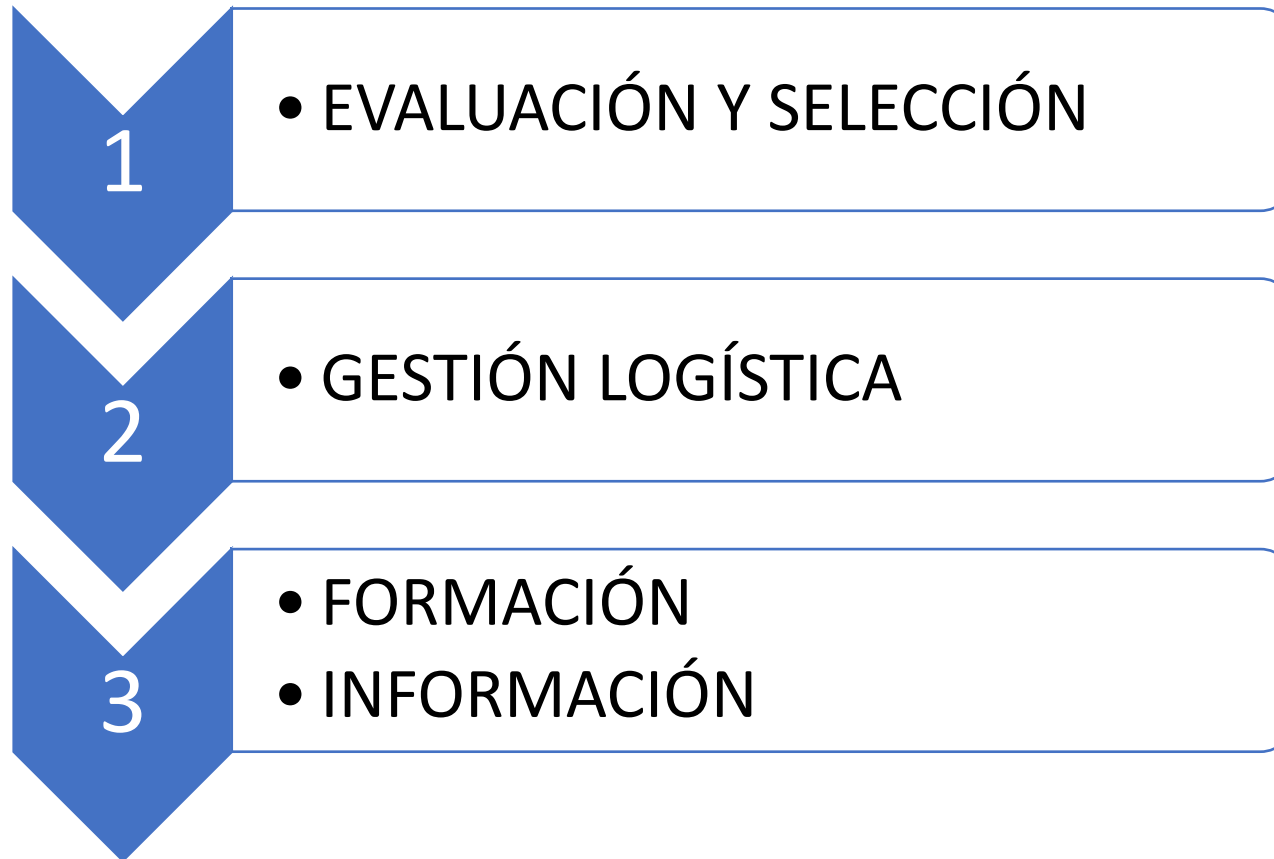 1
• EVALUACIÓN Y SELECCIÓN
2
• GESTIÓN LOGÍSTICA
3
• FORMACIÓN
• INFORMACIÓN